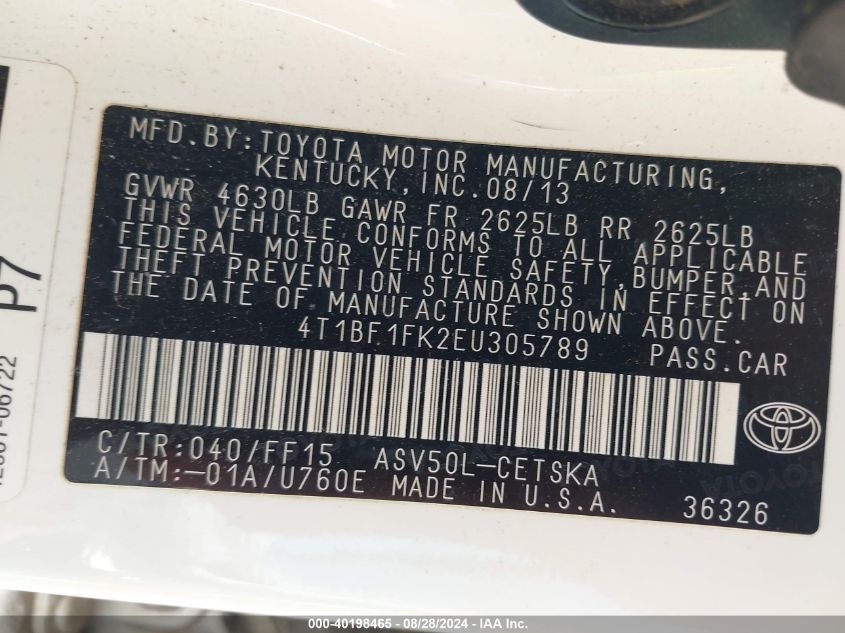 MFD.BY:TOYOTA MOTOR MANUFACTURING,
KENTUCKY,INC.08/13
GVWR 4630LB GAWR FR 2625LB RR 2625LB
THIS VEHICLE CONFORMS TO ALL APPLICABLE
FEDERAL MOTOR VEHICLE SAFETY,BUMPER,AND
THEFT PREVENTION STANDARDS IN EFFECT ON
THE DATE OF MANUFACTURE SHOWN ABOVE.
4T1BF1FK2EU305789 PASS.CAR
C/TR:040/FF15 ASV50L-CETSKA
A/TM:-01A/U760E MADE IN U.S.A.
36326
P7
06722
000-40198465 - 08/28/2024 - IAA Inc.